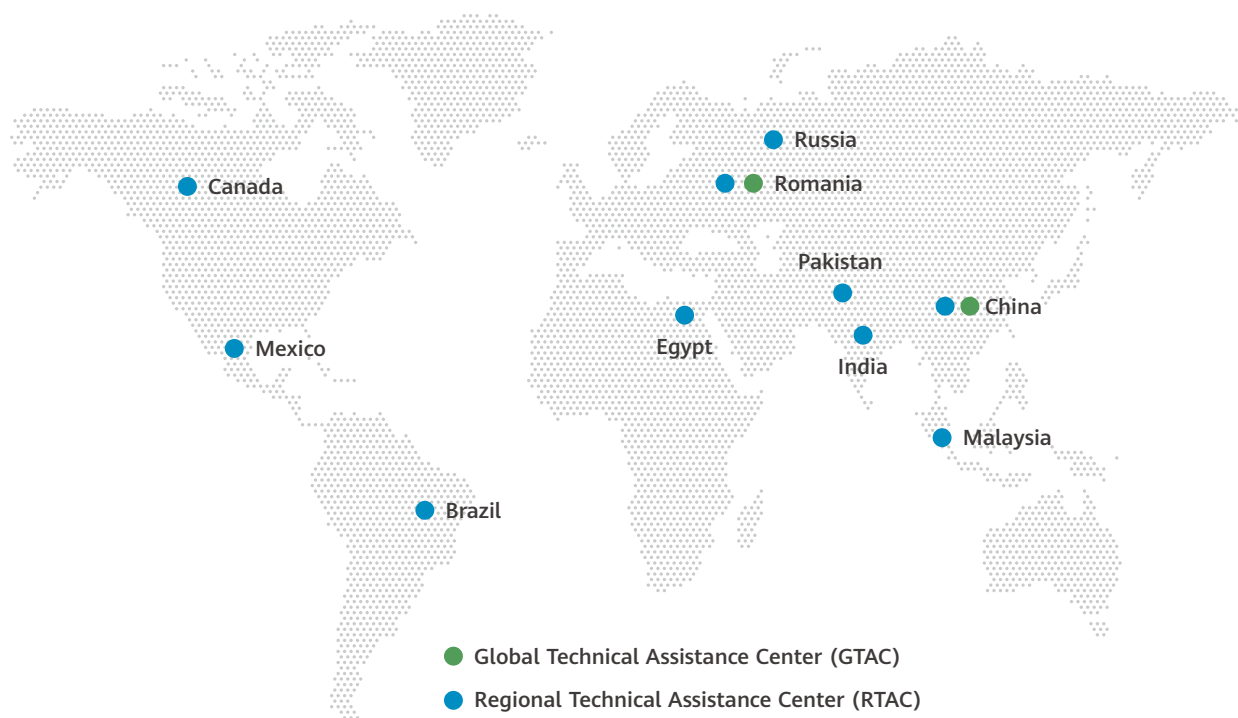 Russia
Canada
Romania
Pakistan
China
Mexico
Egypt
India
Malaysia
Brazil
Global Technical Assistance Center (GTAC)
Regional Technical Assistance Center (RTAC)